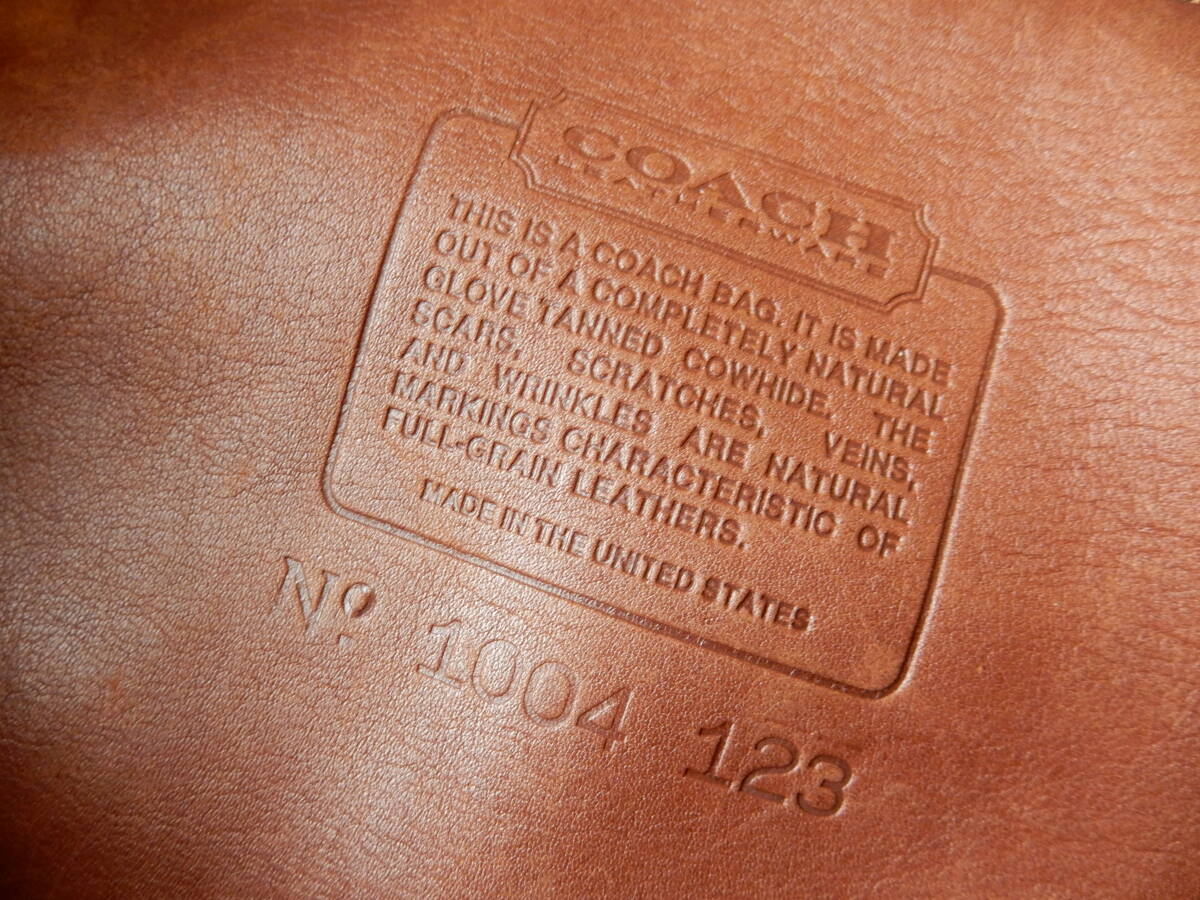 COACH
LEATHERWARE
THIS IS A COACH BAG. IT IS MADE
OUT OF A COMPLETELY NATURAL
GLOVE TANNED COWHIDE. THE
SCARS, SCRATCHES, VEINS,
AND WRINKLES ARE NATURAL
MARKINGS CHARACTERISTIC OF
FULL-GRAIN LEATHERS.
MADE IN THE UNITED STATES
Nº 1004 123